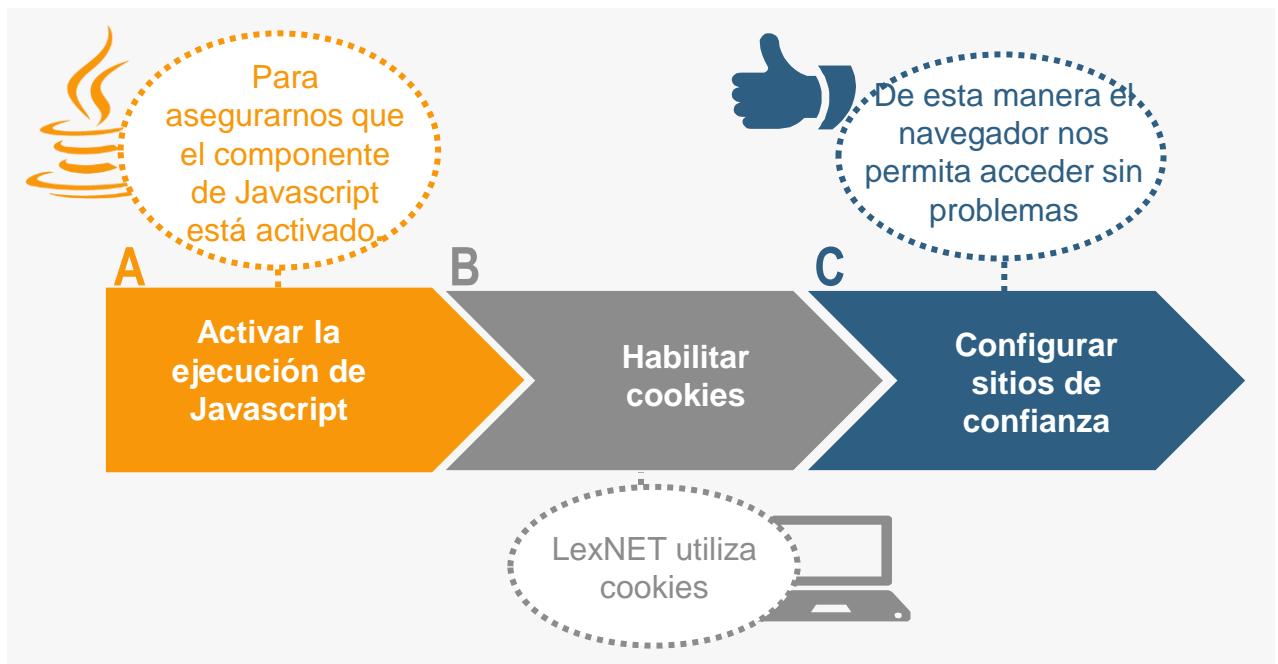 Para
asegurarnos que
el componente
de Javascript
está activado.
De esta manera el
navegador nos
permita acceder sin
problemas
A
B
C
Activar la
ejecución de
Javascript
Habilitar
cookies
Configurar
sitios de
confianza
LexNET utiliza
cookies